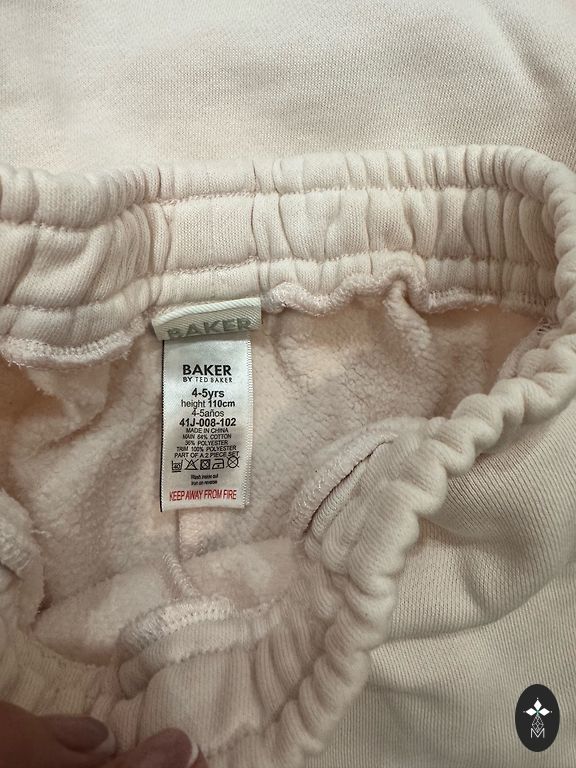 BAKER
BAKER
BY TED BAKER
4-5yrs
height 110cm
4-5años
41J-008-102
MADE IN CHINA
MAIN 64% COTTON
36% POLYESTER
TRIM 100% POLYESTER
PART OF A 2 PIECE SET
40
Wash inside out
Iron on reverse
KEEP AWAY FROM FIRE
M